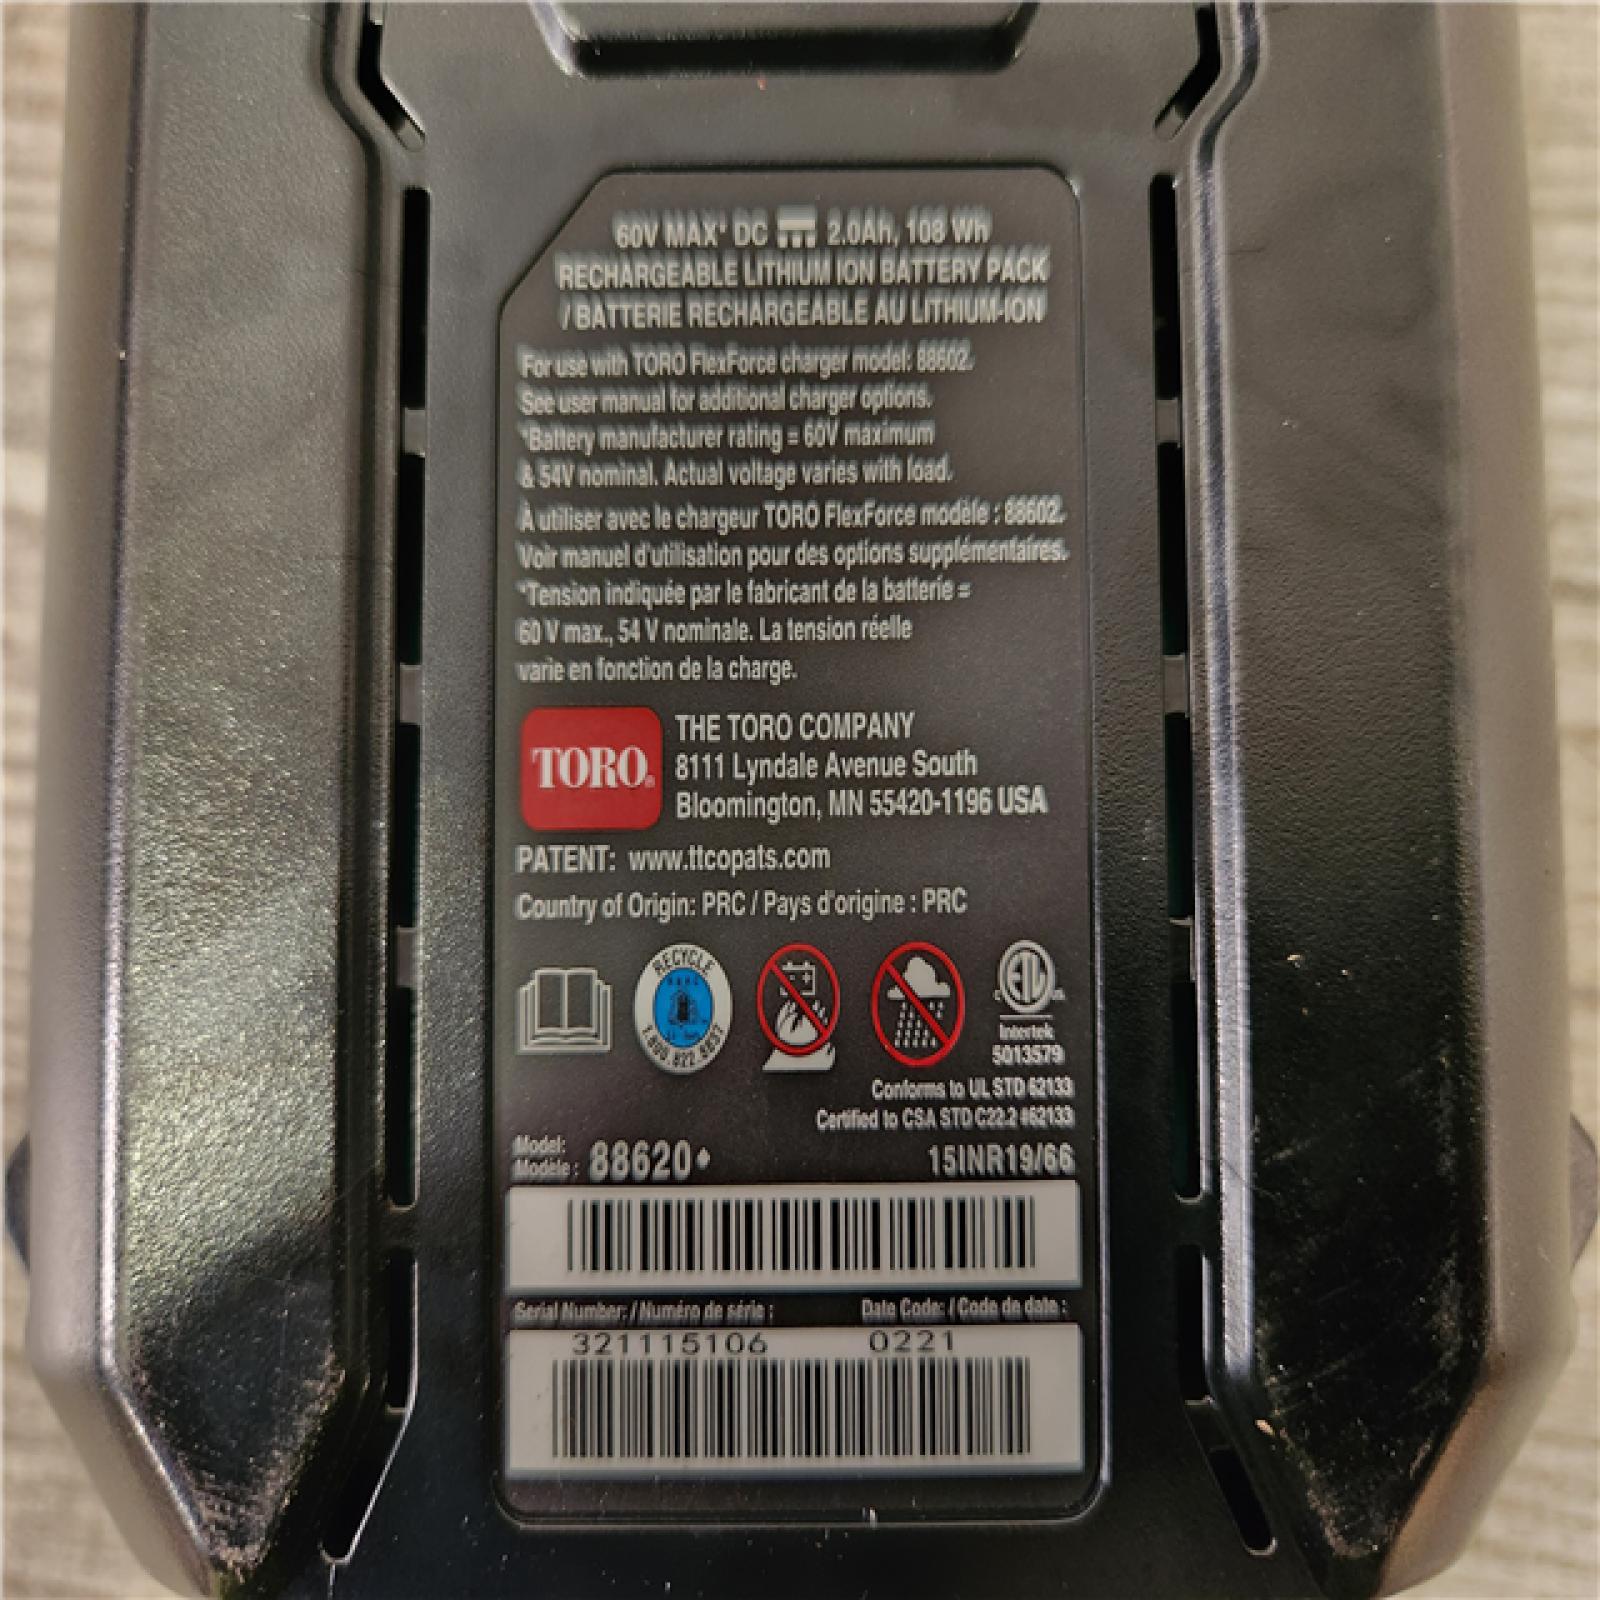 60V MAX* DC 2.0Ah, 108 Wh
RECHARGEABLE LITHIUM ION BATTERY PACK
/ BATTERIE RECHARGEABLE AU LITHIUM-ION
For use with TORO FlexForce charger model: 88602.
See user manual for additional charger options.
*Battery manufacturer rating = 60V maximum
& 54V nominal. Actual voltage varies with load.
À utiliser avec le chargeur TORO FlexForce modèle : 88602.
Voir manuel d'utilisation pour des options supplémentaires.
*Tension indiquée par le fabricant de la batterie =
60 V max., 54 V nominale. La tension réelle
varie en fonction de la charge.
TORO
THE TORO COMPANY
8111 Lyndale Avenue South
Bloomington, MN 55420-1196 USA
PATENT: www.ttcopats.com
Country of Origin: PRC / Pays d'origine : PRC
RECYCLE
1.800.822.8837
ETL
Intertek
5013579
Conforms to UL STD 62133
Certified to CSA STD C22.2 #62133
Model:
Modèle : 88620
15INR19/66
Serial Number: / Numéro de série : Date Code: / Code de date :
321115106 0221